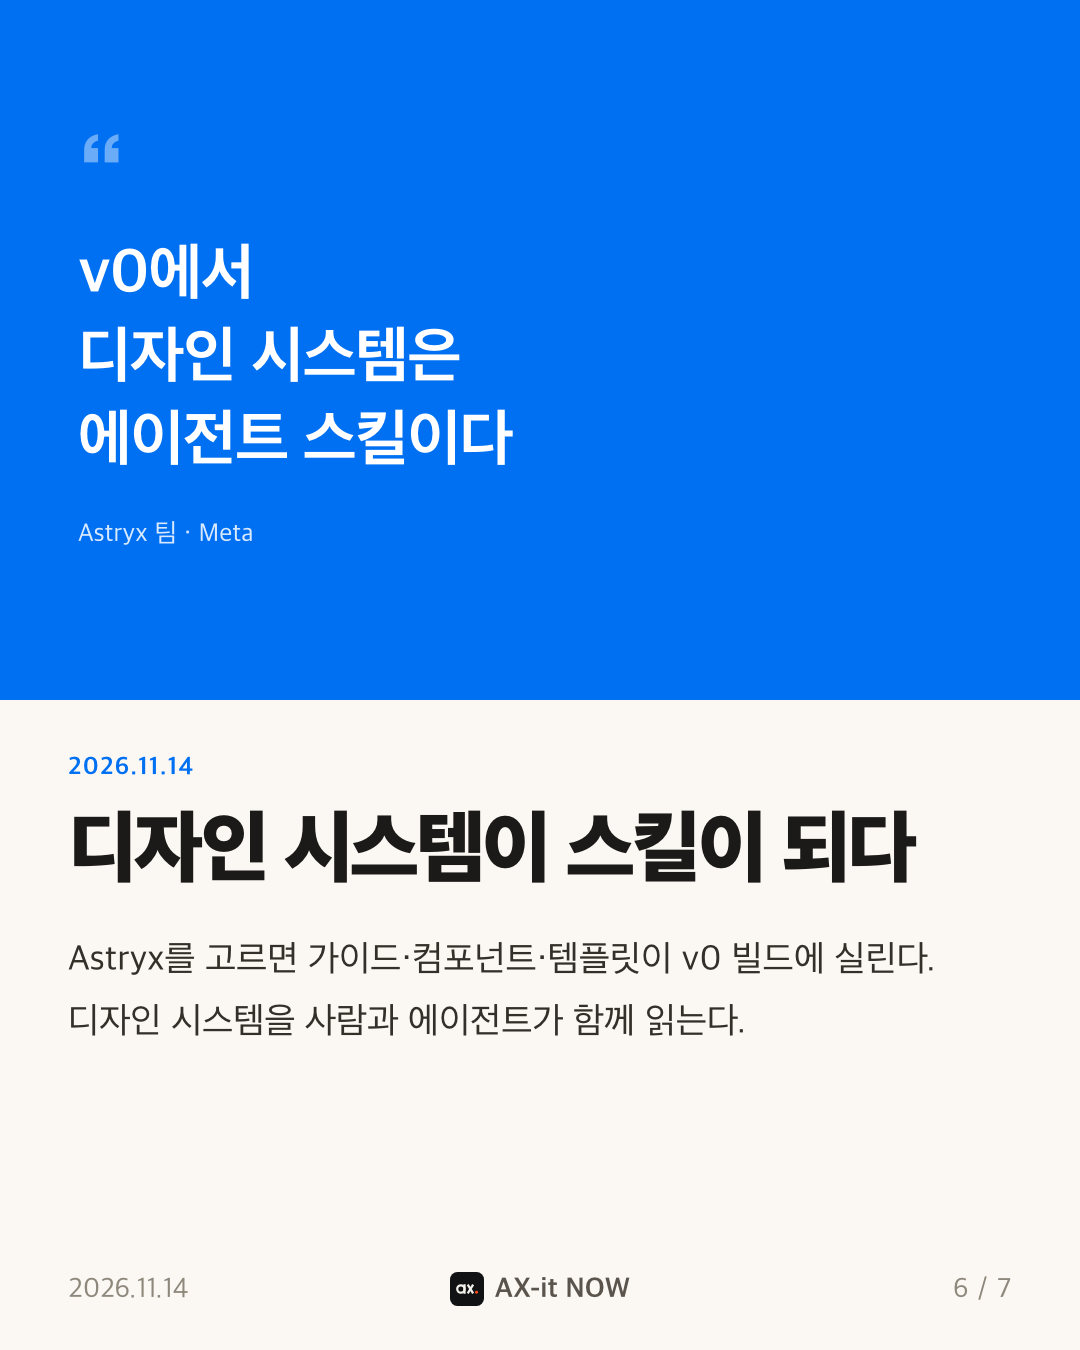 “
v0에서
디자인 시스템은
에이전트 스킬이다
Astryx 팀 · Meta
2026.11.14
디자인 시스템이 스킬이 되다
Astryx를 고르면 가이드·컴포넌트·템플릿이 v0 빌드에 실린다.
디자인 시스템을 사람과 에이전트가 함께 읽는다.
2026.11.14
ax. AX-it NOW
6 / 7